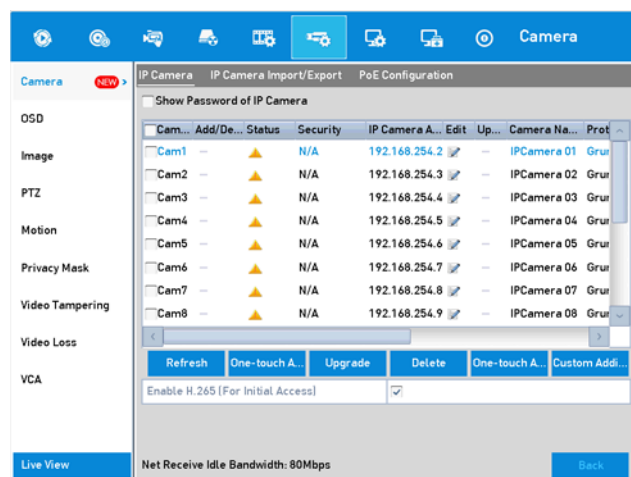 Camera
Camera NEW >
OSD
Image
PTZ
Motion
Privacy Mask
Video Tampering
Video Loss
VCA
Live View
IP Camera IP Camera Import/Export PoE Configuration
Show Password of IP Camera
Cam... Add/De... Status Security IP Camera A... Edit Up... Camera Na... Prot
Cam1 — N/A 192.168.254.2 — IPCamera 01 Grur
Cam2 — N/A 192.168.254.3 — IPCamera 02 Grur
Cam3 — N/A 192.168.254.4 — IPCamera 03 Grur
Cam4 — N/A 192.168.254.5 — IPCamera 04 Grur
Cam5 — N/A 192.168.254.6 — IPCamera 05 Grur
Cam6 — N/A 192.168.254.7 — IPCamera 06 Grur
Cam7 — N/A 192.168.254.8 — IPCamera 07 Grur
Cam8 — N/A 192.168.254.9 — IPCamera 08 Grur
Refresh One-touch A... Upgrade Delete One-touch A... Custom Addi...
Enable H.265 (For Initial Access)
Net Receive Idle Bandwidth: 80Mbps
Back